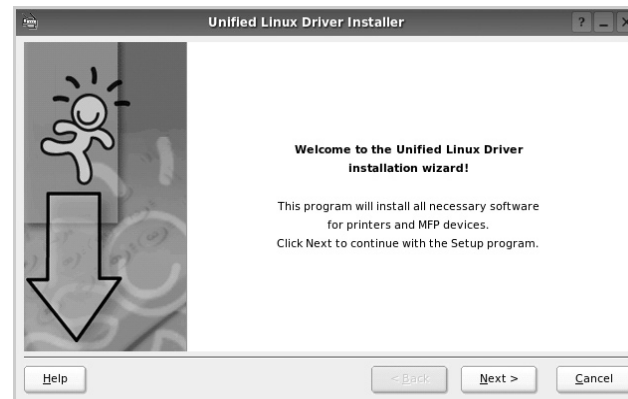 Unified Linux Driver Installer
Welcome to the Unified Linux Driver
installation wizard!
This program will install all necessary software
for printers and MFP devices.
Click Next to continue with the Setup program.
Help
< Back
Next >
Cancel